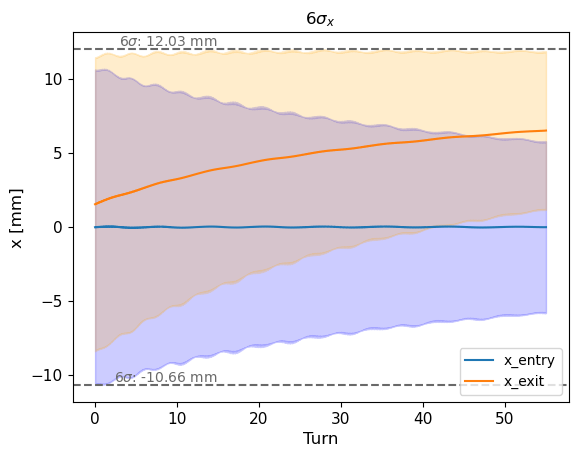 6σₓ
6σ: 12.03 mm
10
5
0
−5
−10
x [mm]
6σ: -10.66 mm
x_entry
x_exit
0 10 20 30 40 50
Turn